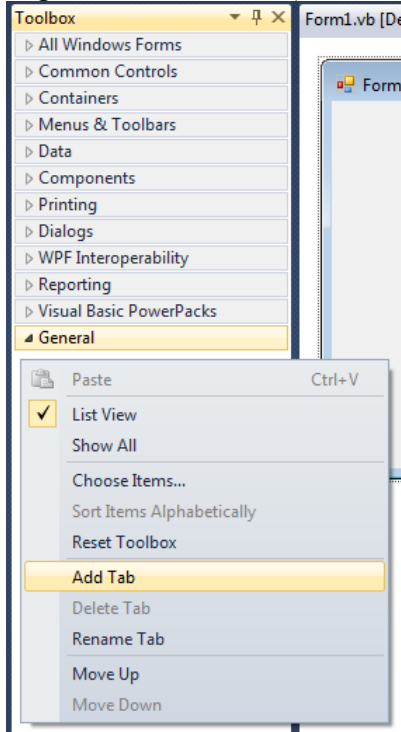 Toolbox
Form1.vb [De
All Windows Forms
Common Controls
Form
Containers
Menus & Toolbars
Data
Components
Printing
Dialogs
WPF Interoperability
Reporting
Visual Basic PowerPacks
General
Paste Ctrl+V
List View
Show All
Choose Items...
Sort Items Alphabetically
Reset Toolbox
Add Tab
Delete Tab
Rename Tab
Move Up
Move Down